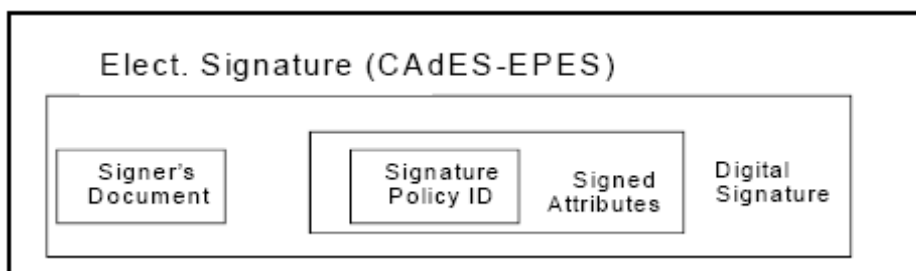 Elect. Signature (CAdES-EPES)
Signer's
Document
Signature
Policy ID
Signed
Attributes
Digital
Signature